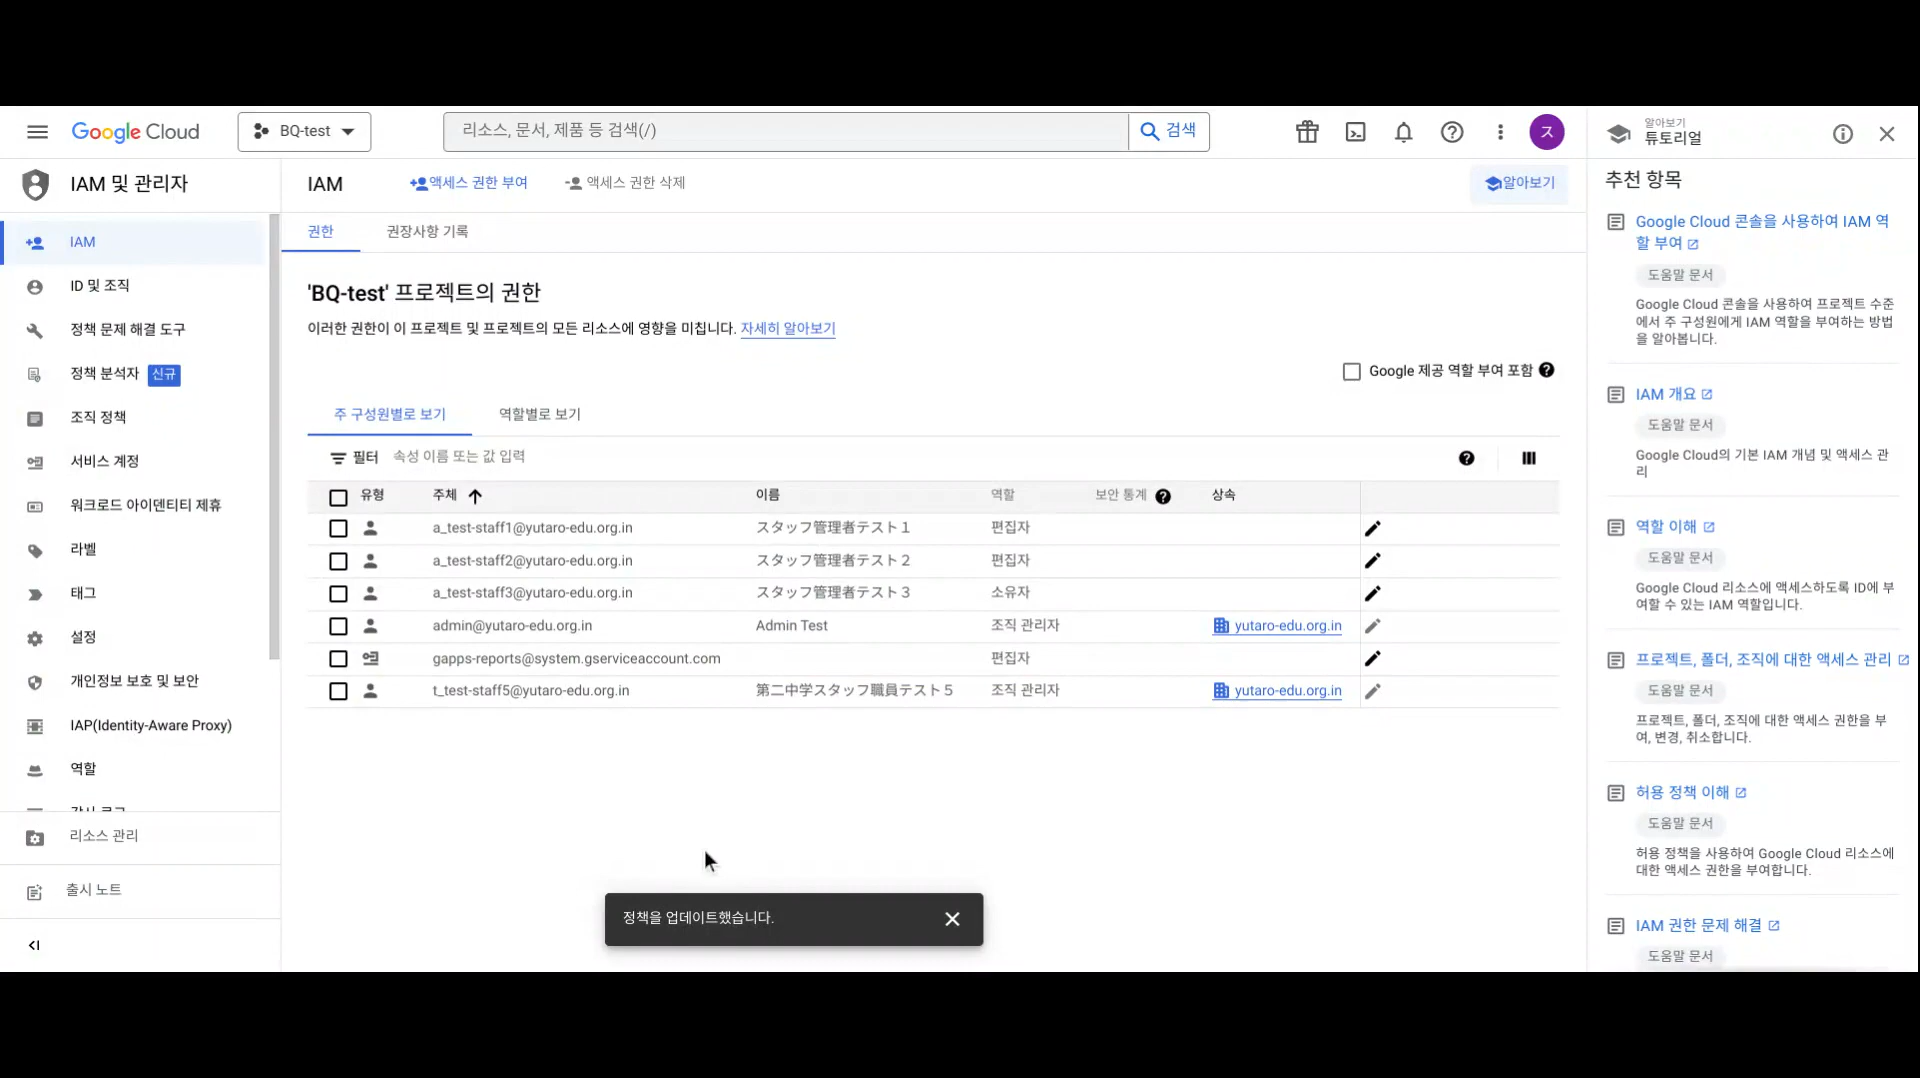 Google Cloud
BQ-test
리소스, 문서, 제품 등 검색(/)
검색
ス
알아보기
튜토리얼
IAM 및 관리자
IAM
ID 및 조직
정책 문제 해결 도구
정책 분석자 신규
조직 정책
서비스 계정
워크로드 아이덴티티 제휴
라벨
태그
설정
개인정보 보호 및 보안
IAP(Identity-Aware Proxy)
역할
리소스 관리
출시 노트
IAM
액세스 권한 부여
액세스 권한 삭제
알아보기
권한
권장사항 기록
'BQ-test' 프로젝트의 권한
이러한 권한이 이 프로젝트 및 프로젝트의 모든 리소스에 영향을 미칩니다. 자세히 알아보기
Google 제공 역할 부여 포함
주 구성원별로 보기
역할별로 보기
필터 속성 이름 또는 값 입력
유형 주체 이름 역할 보안 통계 상속
a_test-staff1@yutaro-edu.org.in スタッフ管理者テスト１ 편집자
a_test-staff2@yutaro-edu.org.in スタッフ管理者テスト２ 편집자
a_test-staff3@yutaro-edu.org.in スタッフ管理者テスト３ 소유자
admin@yutaro-edu.org.in Admin Test 조직 관리자 yutaro-edu.org.in
gapps-reports@system.gserviceaccount.com 편집자
t_test-staff5@yutaro-edu.org.in 第二中学スタッフ職員テスト５ 조직 관리자 yutaro-edu.org.in
정책을 업데이트했습니다.
추천 항목
Google Cloud 콘솔을 사용하여 IAM 역
할 부여
도움말 문서
Google Cloud 콘솔을 사용하여 프로젝트 수준
에서 주 구성원에게 IAM 역할을 부여하는 방법
을 알아봅니다.
IAM 개요
도움말 문서
Google Cloud의 기본 IAM 개념 및 액세스 관
리
역할 이해
도움말 문서
Google Cloud 리소스에 액세스하도록 ID에 부
여할 수 있는 IAM 역할입니다.
프로젝트, 폴더, 조직에 대한 액세스 관리
도움말 문서
프로젝트, 폴더, 조직에 대한 액세스 권한을 부
여, 변경, 취소합니다.
허용 정책 이해
도움말 문서
허용 정책을 사용하여 Google Cloud 리소스에
대한 액세스 권한을 부여합니다.
IAM 권한 문제 해결
도움말 문서